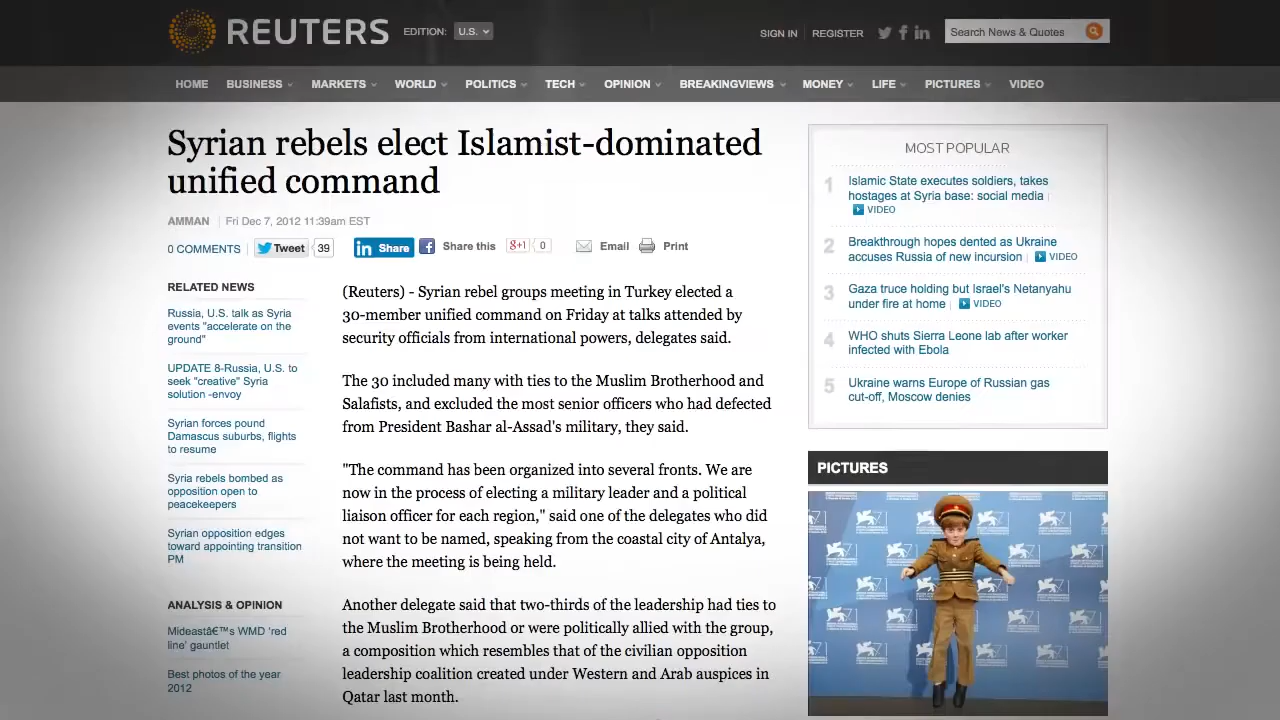 REUTERS
EDITION: U.S.
SIGN IN
REGISTER
Search News & Quotes
HOME
BUSINESS
MARKETS
WORLD
POLITICS
TECH
OPINION
BREAKINGVIEWS
MONEY
LIFE
PICTURES
VIDEO
Syrian rebels elect Islamist-dominated
unified command
AMMAN | Fri Dec 7, 2012 11:39am EST
0 COMMENTS
Tweet 39
in Share
Share this
g+1 0
Email
Print
RELATED NEWS
Russia, U.S. talk as Syria
events "accelerate on the
ground"
UPDATE 8-Russia, U.S. to
seek "creative" Syria
solution -envoy
Syrian forces pound
Damascus suburbs, flights
to resume
Syria rebels bombed as
opposition open to
peacekeepers
Syrian opposition edges
toward appointing transition
PM
ANALYSIS & OPINION
Mideastâ€™s WMD 'red
line' gauntlet
Best photos of the year
2012
(Reuters) - Syrian rebel groups meeting in Turkey elected a
30-member unified command on Friday at talks attended by
security officials from international powers, delegates said.
The 30 included many with ties to the Muslim Brotherhood and
Salafists, and excluded the most senior officers who had defected
from President Bashar al-Assad's military, they said.
"The command has been organized into several fronts. We are
now in the process of electing a military leader and a political
liaison officer for each region," said one of the delegates who did
not want to be named, speaking from the coastal city of Antalya,
where the meeting is being held.
Another delegate said that two-thirds of the leadership had ties to
the Muslim Brotherhood or were politically allied with the group,
a composition which resembles that of the civilian opposition
leadership coalition created under Western and Arab auspices in
Qatar last month.
MOST POPULAR
1 Islamic State executes soldiers, takes
hostages at Syria base: social media |
VIDEO
2 Breakthrough hopes dented as Ukraine
accuses Russia of new incursion | VIDEO
3 Gaza truce holding but Israel's Netanyahu
under fire at home | VIDEO
4 WHO shuts Sierra Leone lab after worker
infected with Ebola
5 Ukraine warns Europe of Russian gas
cut-off, Moscow denies
PICTURES